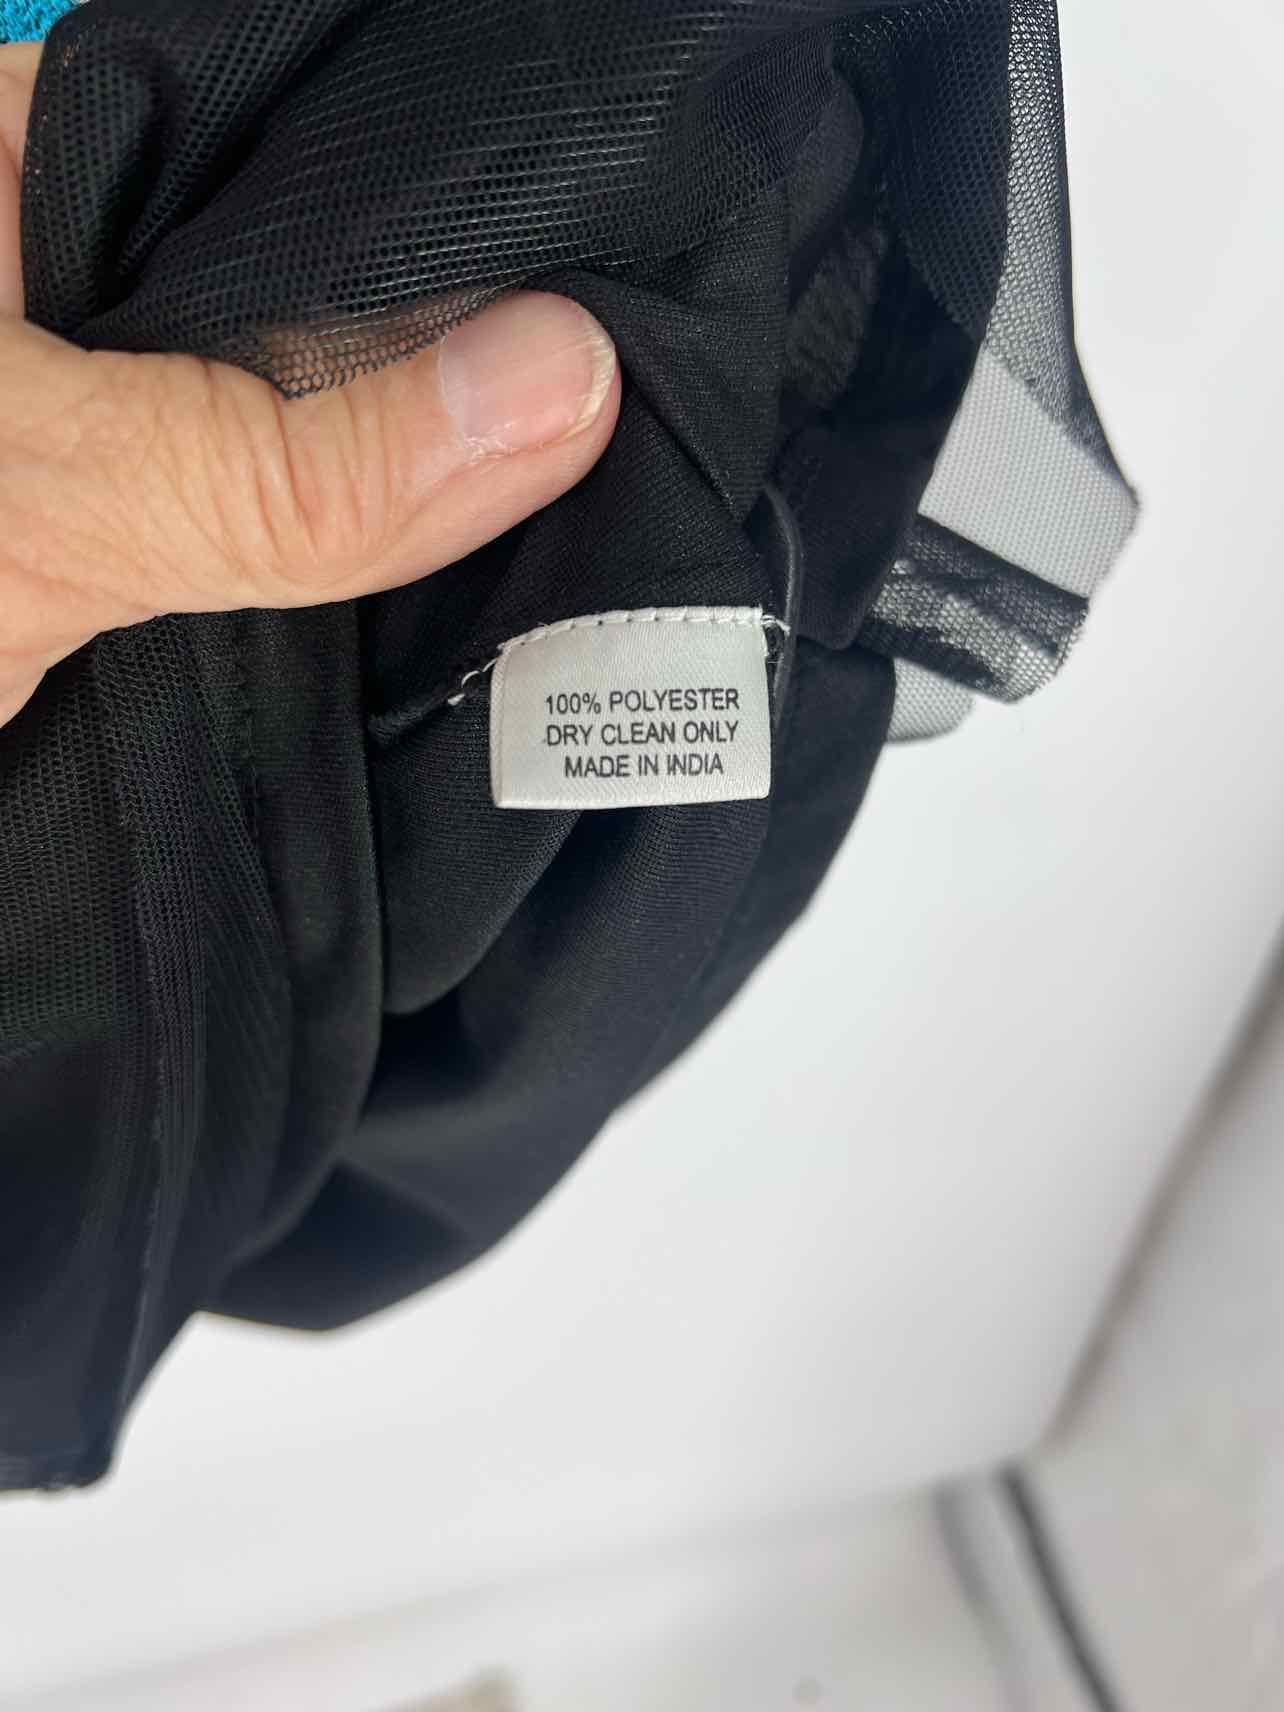 100% POLYESTER
DRY CLEAN ONLY
MADE IN INDIA